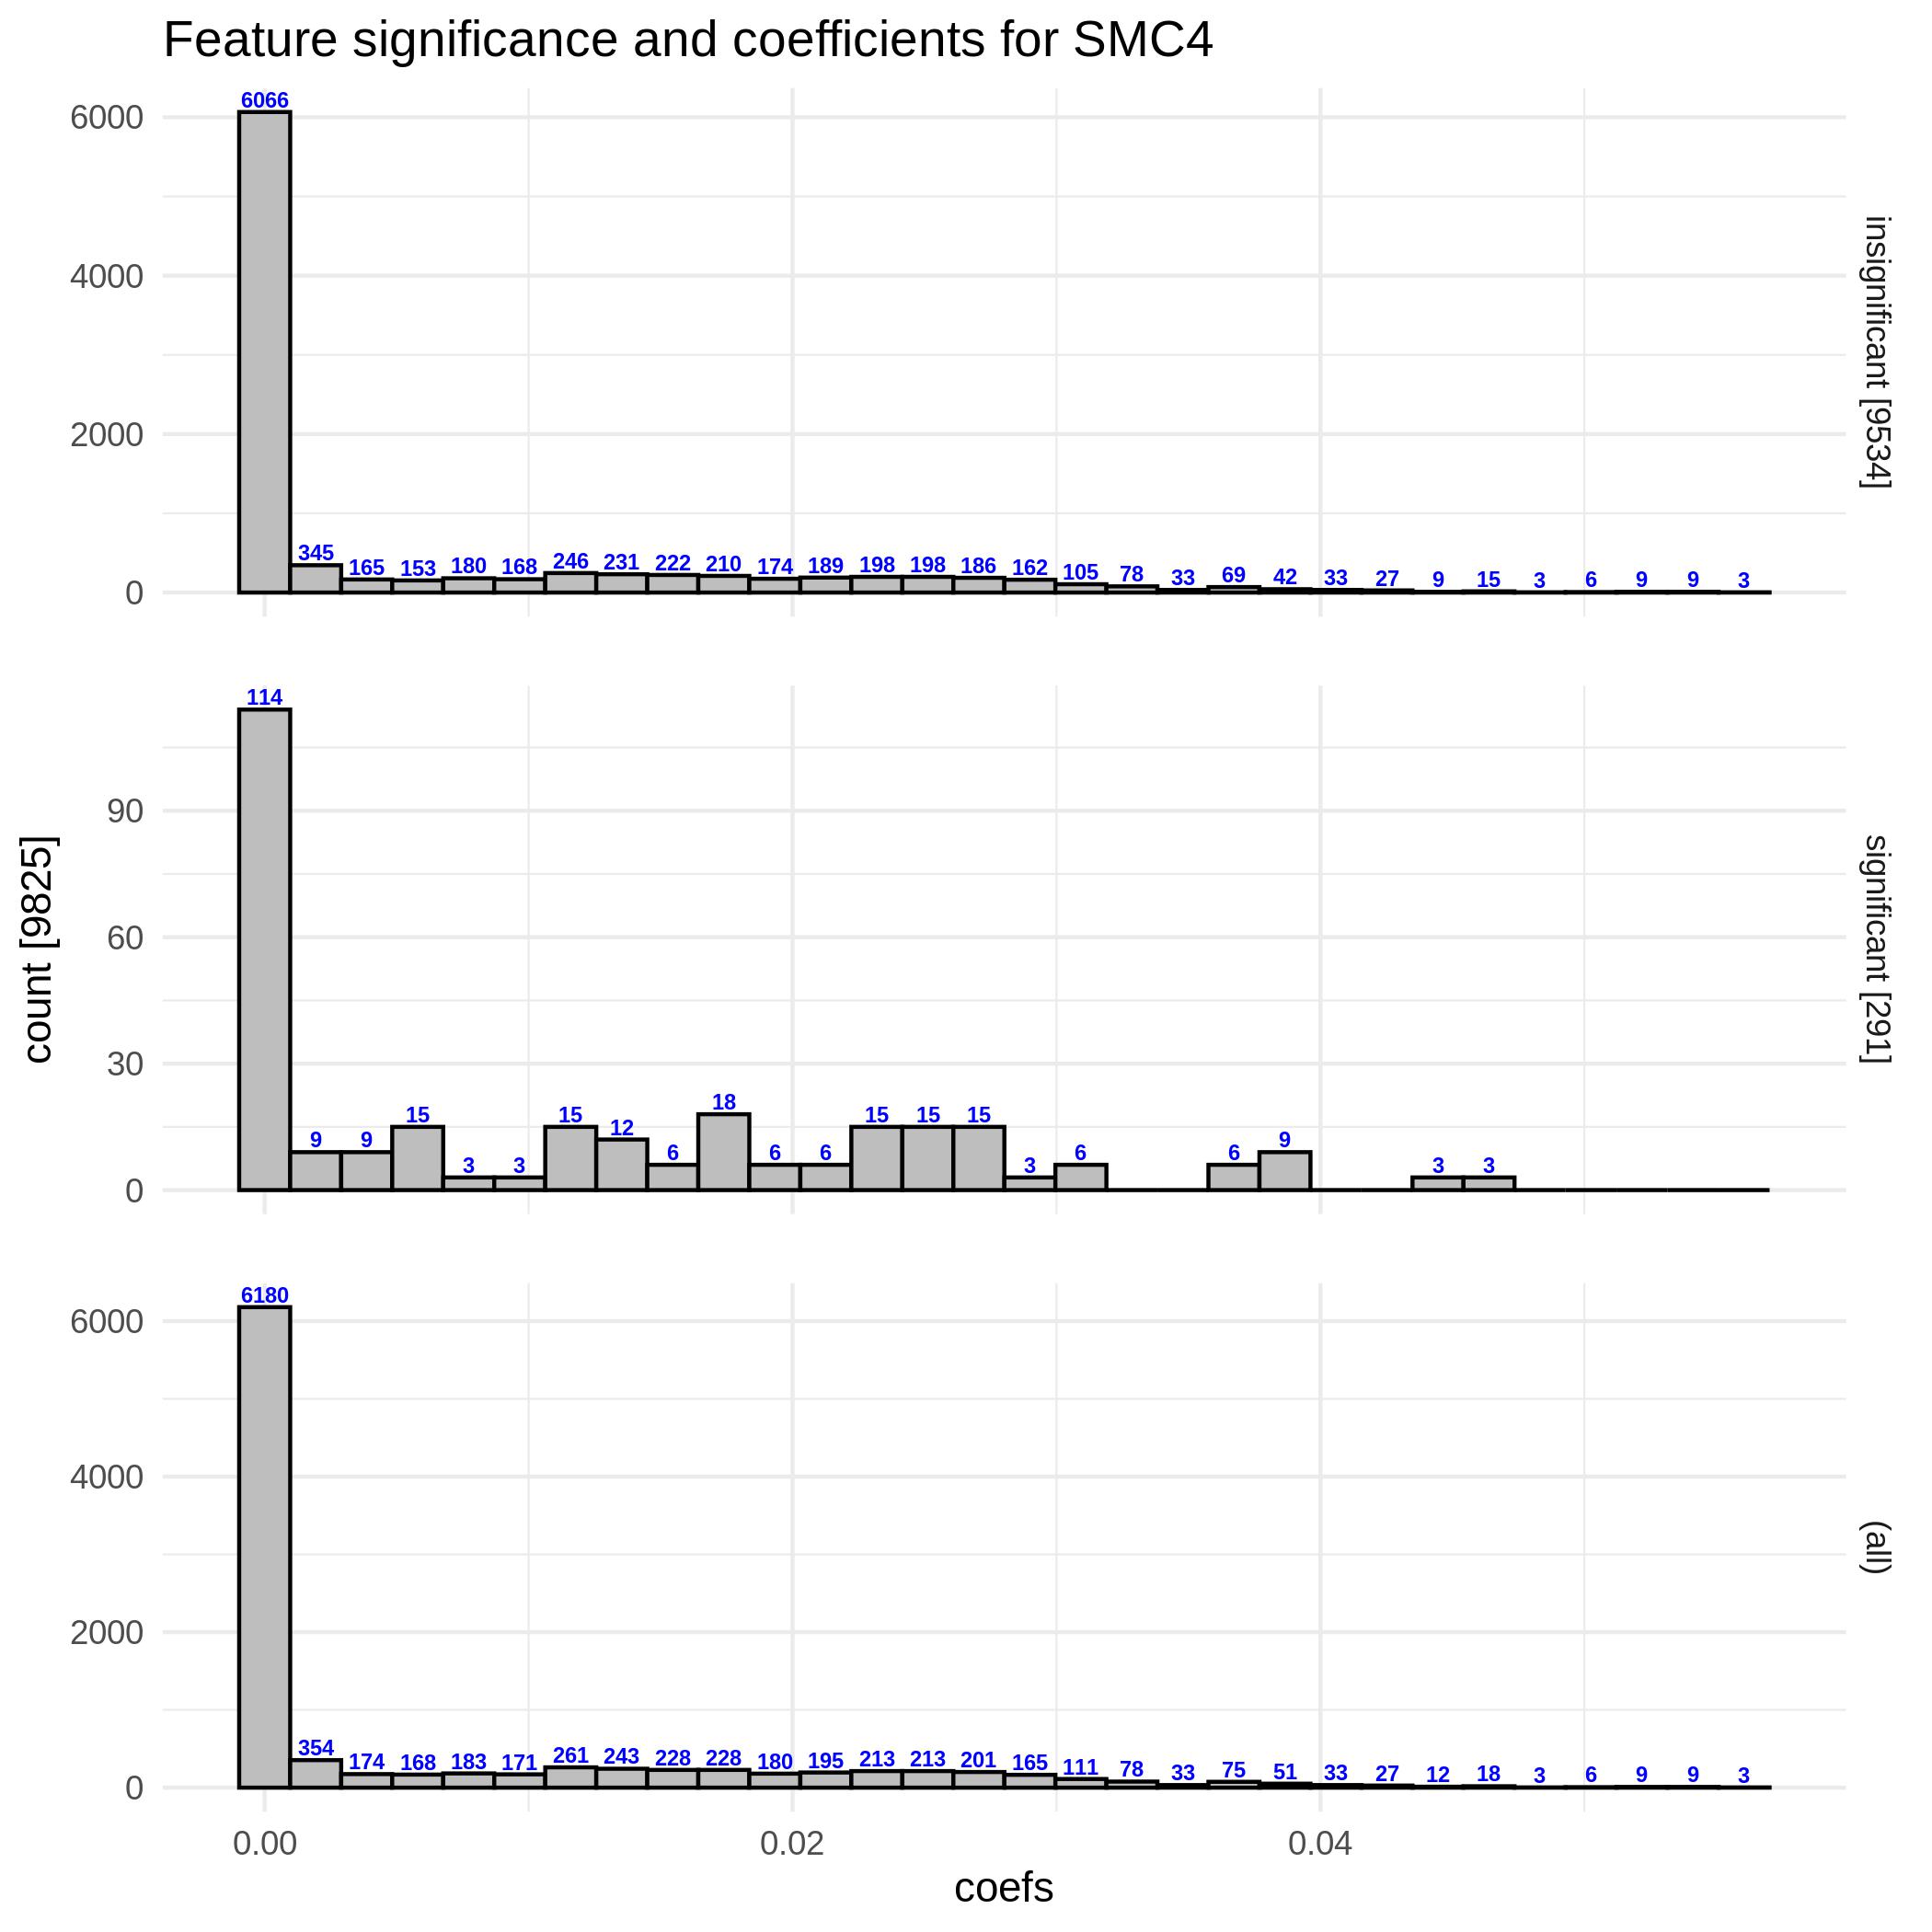 Feature significance and coefficients for SMC4
6066
6000
4000
2000
345 165 153 180 168 246 231 222 210 174 189 198 198 186 162 105 78 33 69 42 33 27 9 15 3 6 9 9 3
0
insignificant [9534]
count [9825]
114
90
60
30
9 9 15 3 3 15 12 6 18 6 6 15 15 15 3 6 6 9 3 3
0
significant [291]
6180
6000
4000
2000
354 174 168 183 171 261 243 228 228 180 195 213 213 201 165 111 78 33 75 51 33 27 12 18 3 6 9 9 3
0
(all)
0.00 0.02 0.04
coefs